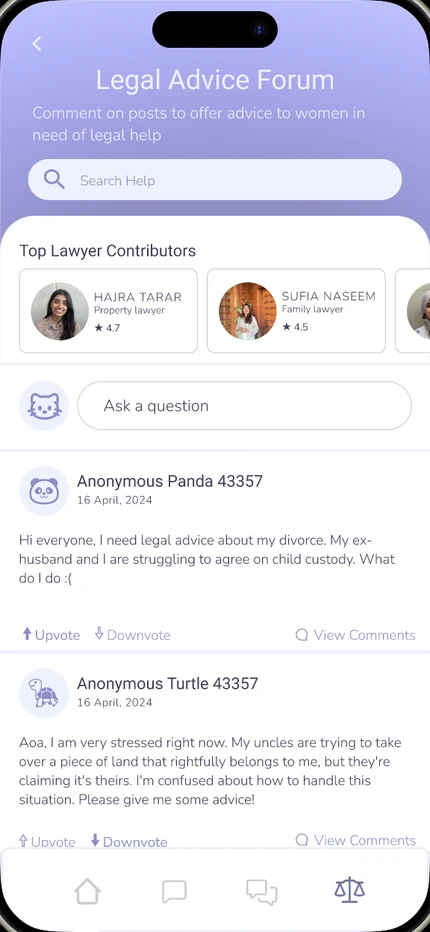 Legal Advice Forum
Comment on posts to offer advice to women in
need of legal help
Search Help
Top Lawyer Contributors
HAJRA TARAR
Property lawyer
★ 4.7
SUFIA NASEEM
Family lawyer
★ 4.5
Ask a question
Anonymous Panda 43357
16 April, 2024
Hi everyone, I need legal advice about my divorce. My ex-
husband and I are struggling to agree on child custody. What
do I do :(
Upvote Downvote View Comments
Anonymous Turtle 43357
16 April, 2024
Aoa, I am very stressed right now. My uncles are trying to take
over a piece of land that rightfully belongs to me, but they're
claiming it's theirs. I'm confused about how to handle this
situation. Please give me some advice!
Upvote Downvote View Comments